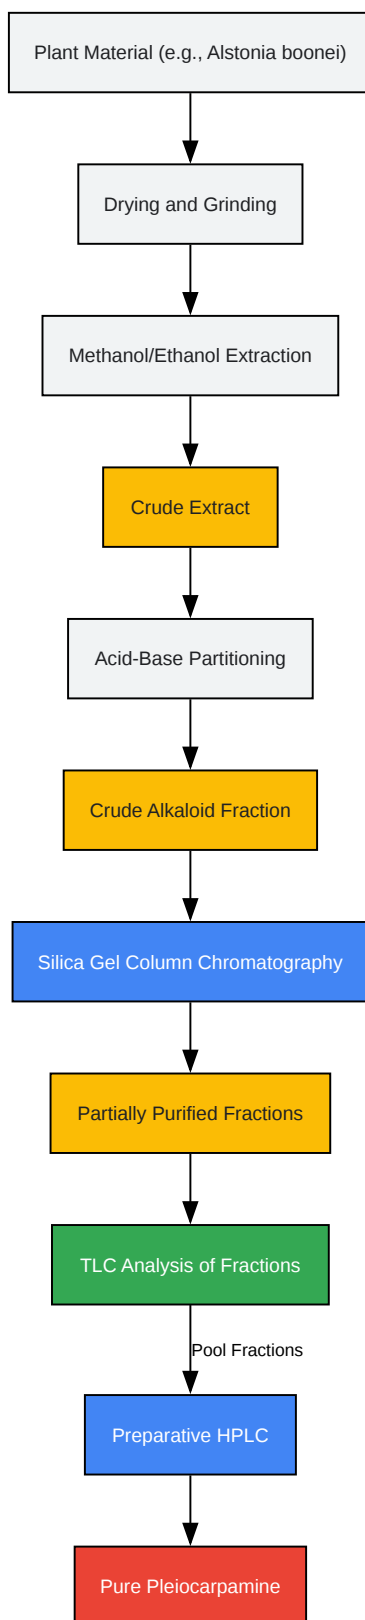 Plant Material (e.g., Alstonia boonei)
Drying and Grinding
Methanol/Ethanol Extraction
Crude Extract
Acid-Base Partitioning
Crude Alkaloid Fraction
Silica Gel Column Chromatography
Partially Purified Fractions
TLC Analysis of Fractions
Pool Fractions
Preparative HPLC
Pure Pleiocarpamine